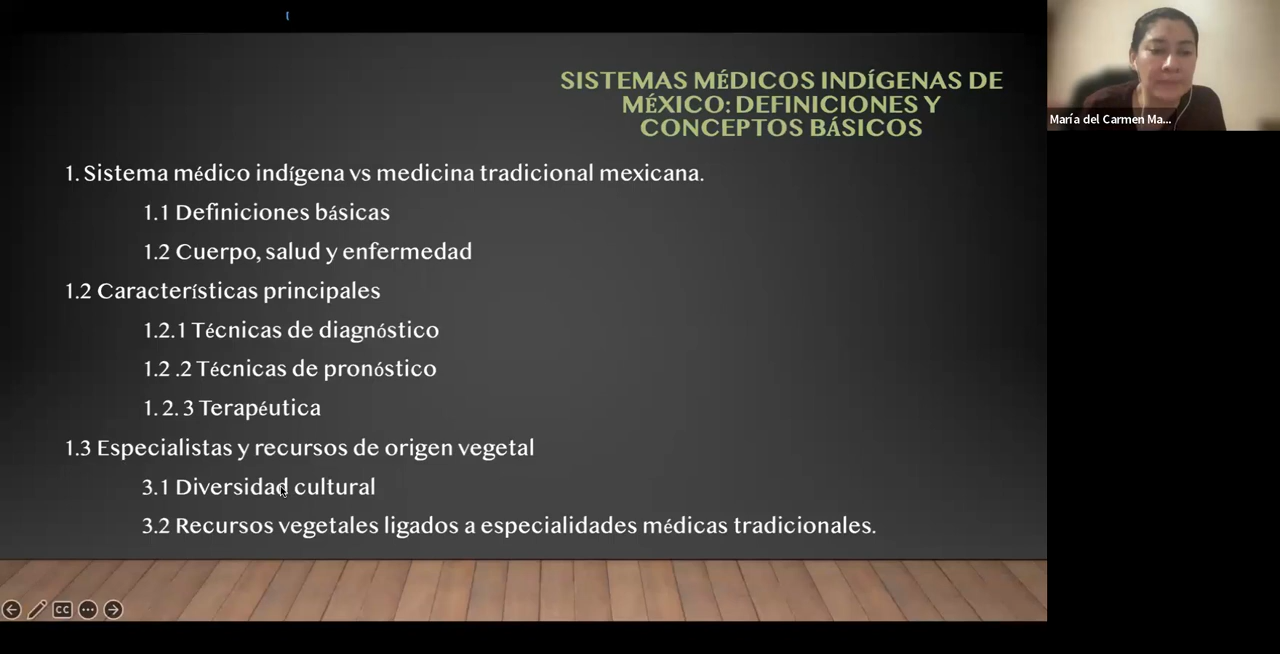 t
SISTEMAS MÉDICOS INDÍGENAS DE
MÉXICO: DEFINICIONES Y
CONCEPTOS BÁSICOS
María del Carmen Ma...
1. Sistema médico indígena vs medicina tradicional mexicana.
1.1 Definiciones básicas
1.2 Cuerpo, salud y enfermedad
1.2 Características principales
1.2.1 Técnicas de diagnóstico
1.2 .2 Técnicas de pronóstico
1. 2. 3 Terapéutica
1.3 Especialistas y recursos de origen vegetal
3.1 Diversidad cultural
3.2 Recursos vegetales ligados a especialidades médicas tradicionales.
CC